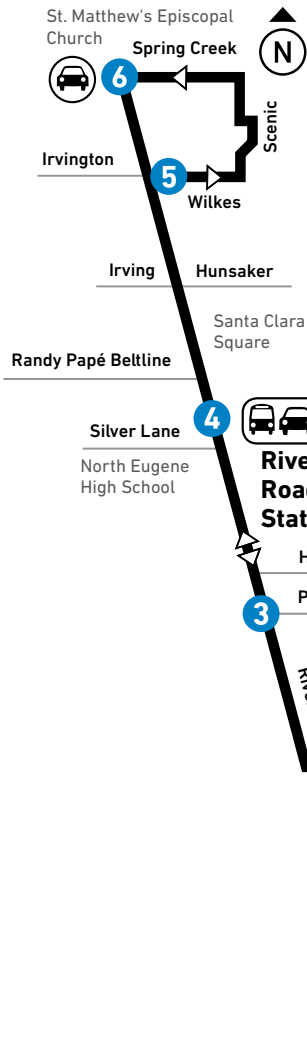 St. Matthew's Episcopal
Church
Spring Creek
N
6
Scenic
Irvington
5
Wilkes
Irving
Hunsaker
Santa Clara
Square
Randy Papé Beltline
4
Silver Lane
North Eugene
High School
3